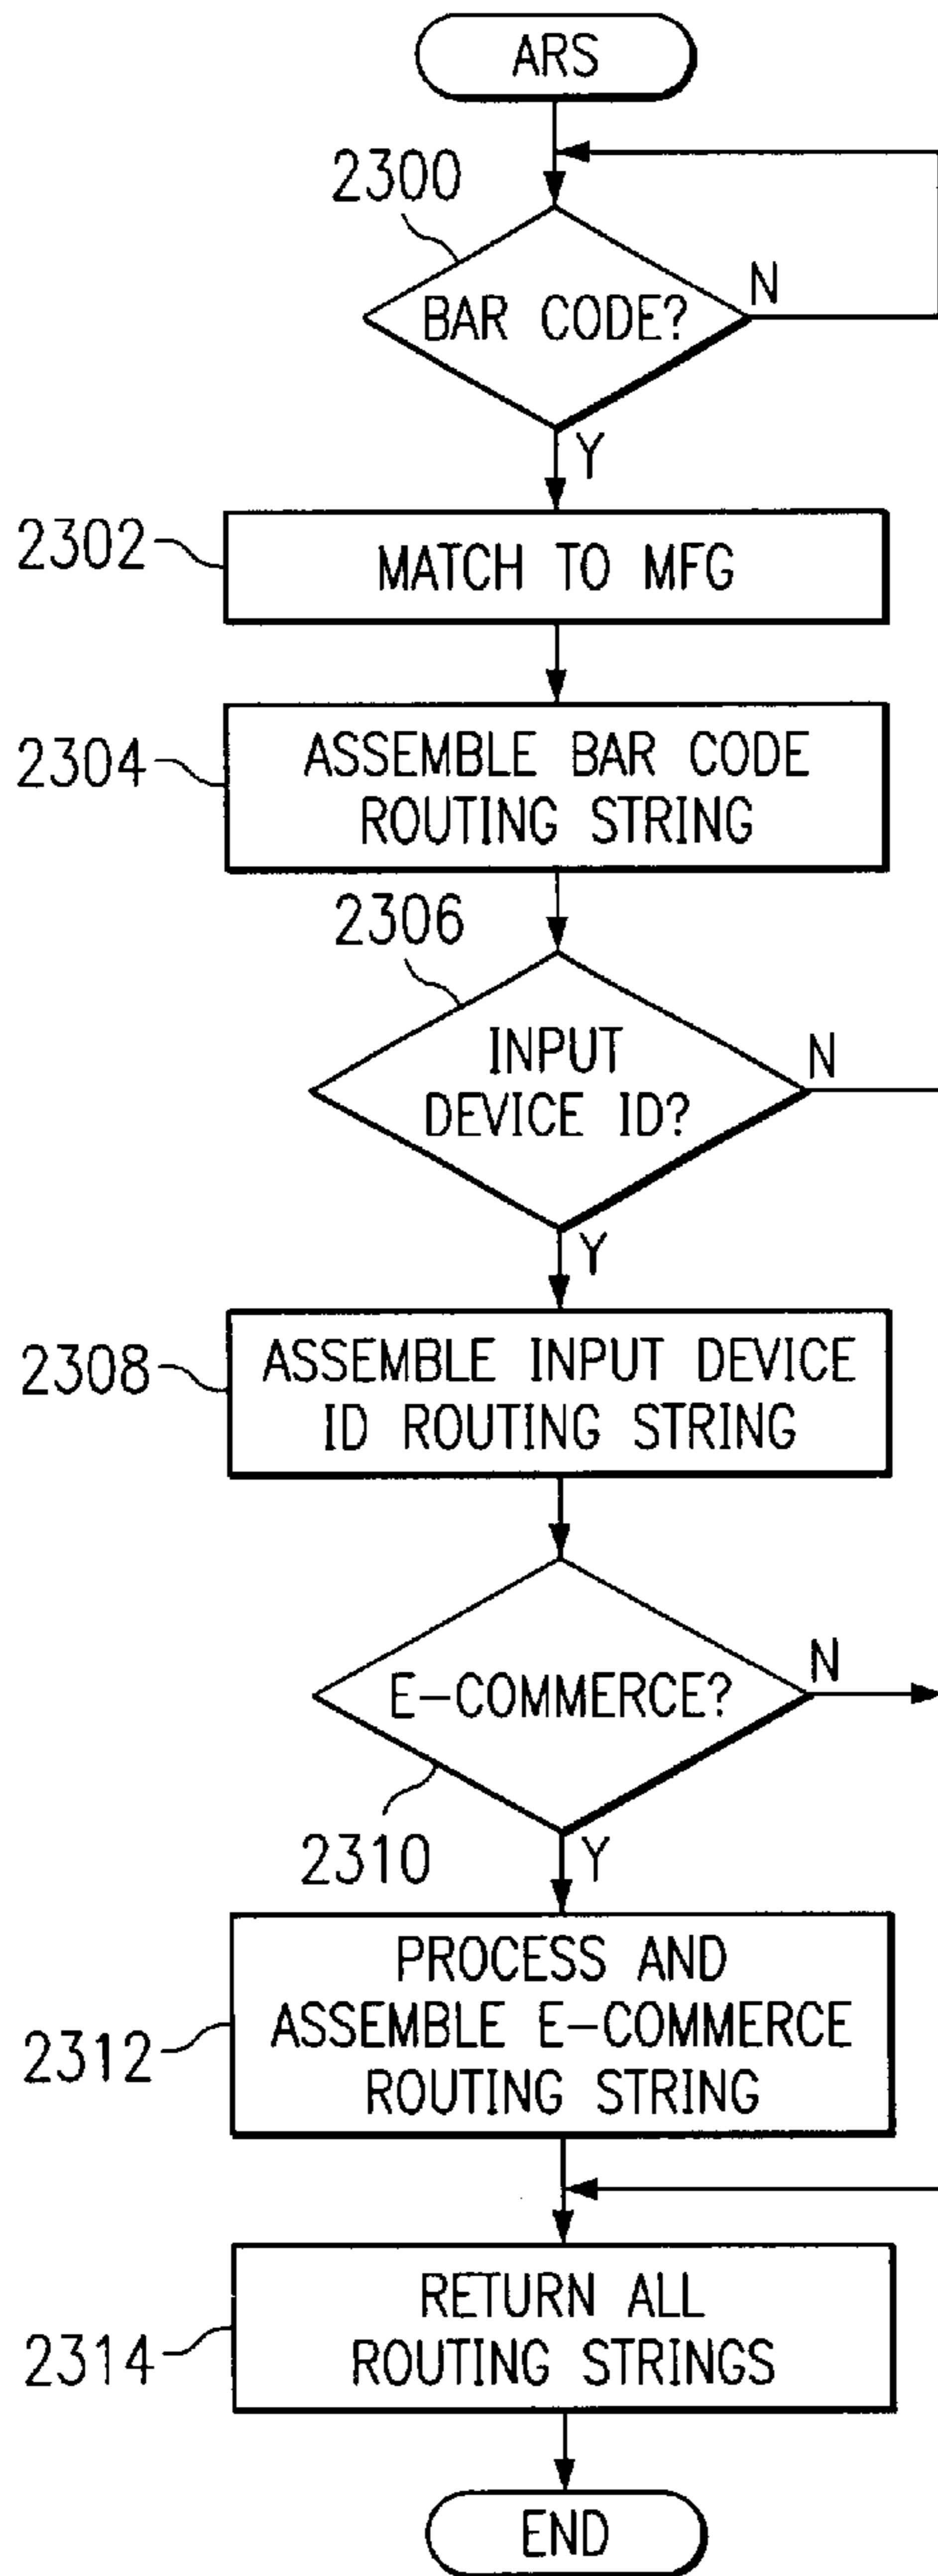 ARS
2300
BAR CODE?
N
Y
2302
MATCH TO MFG
2304
ASSEMBLE BAR CODE
ROUTING STRING
2306
INPUT
DEVICE ID?
N
Y
2308
ASSEMBLE INPUT DEVICE
ID ROUTING STRING
E-COMMERCE?
N
2310
Y
2312
PROCESS AND
ASSEMBLE E-COMMERCE
ROUTING STRING
2314
RETURN ALL
ROUTING STRINGS
END